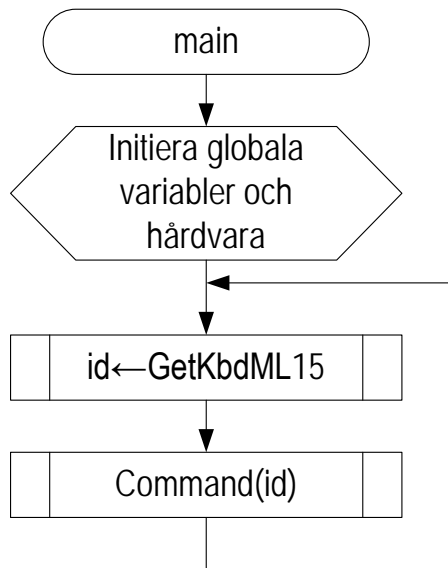 main
Initiera globala
variabler och
hårdvara
id←GetKbdML15
Command(id)